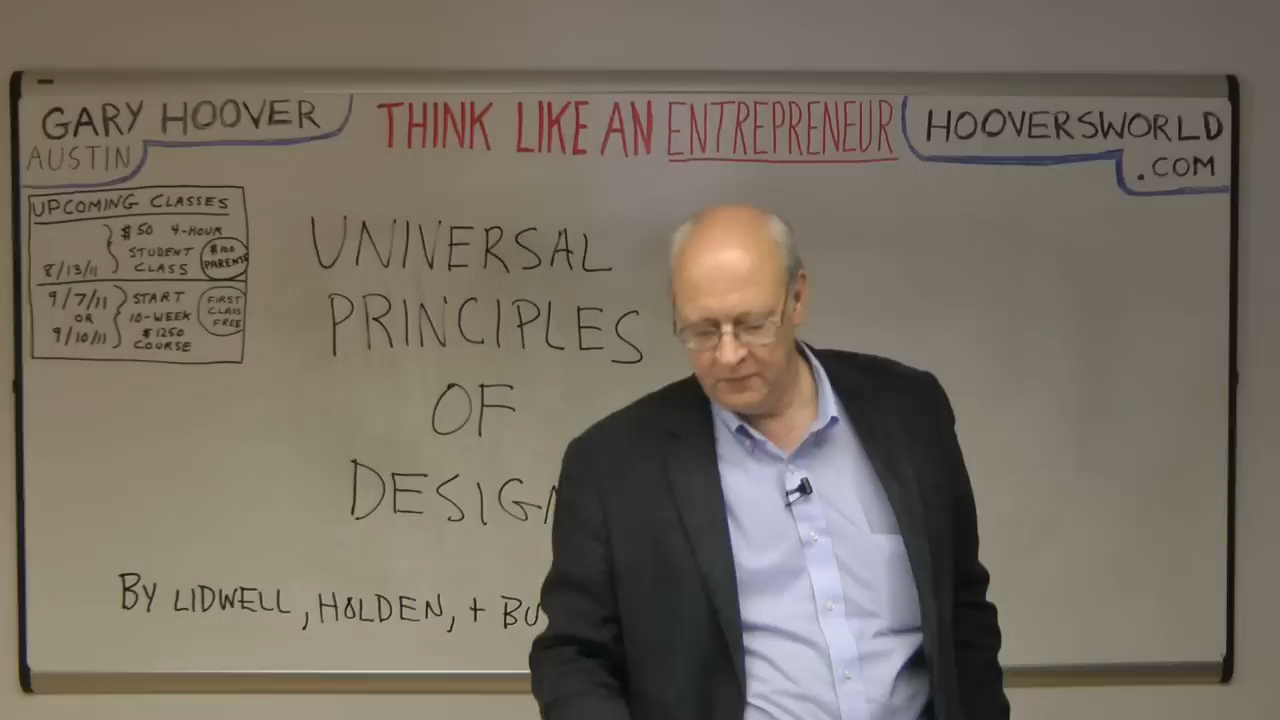 GARY HOOVER
AUSTIN
THINK LIKE AN ENTREPRENEUR
HOOVERSWORLD
.COM
UPCOMING CLASSES
8/13/11 } $50 4-HOUR
STUDENT
CLASS
$100
PARENTS
9/7/11
OR
9/10/11 } START
10-WEEK
$1250
COURSE
FIRST
CLASS
FREE
UNIVERSAL
PRINCIPLES
OF
DESIGN
BY LIDWELL, HOLDEN, + BU